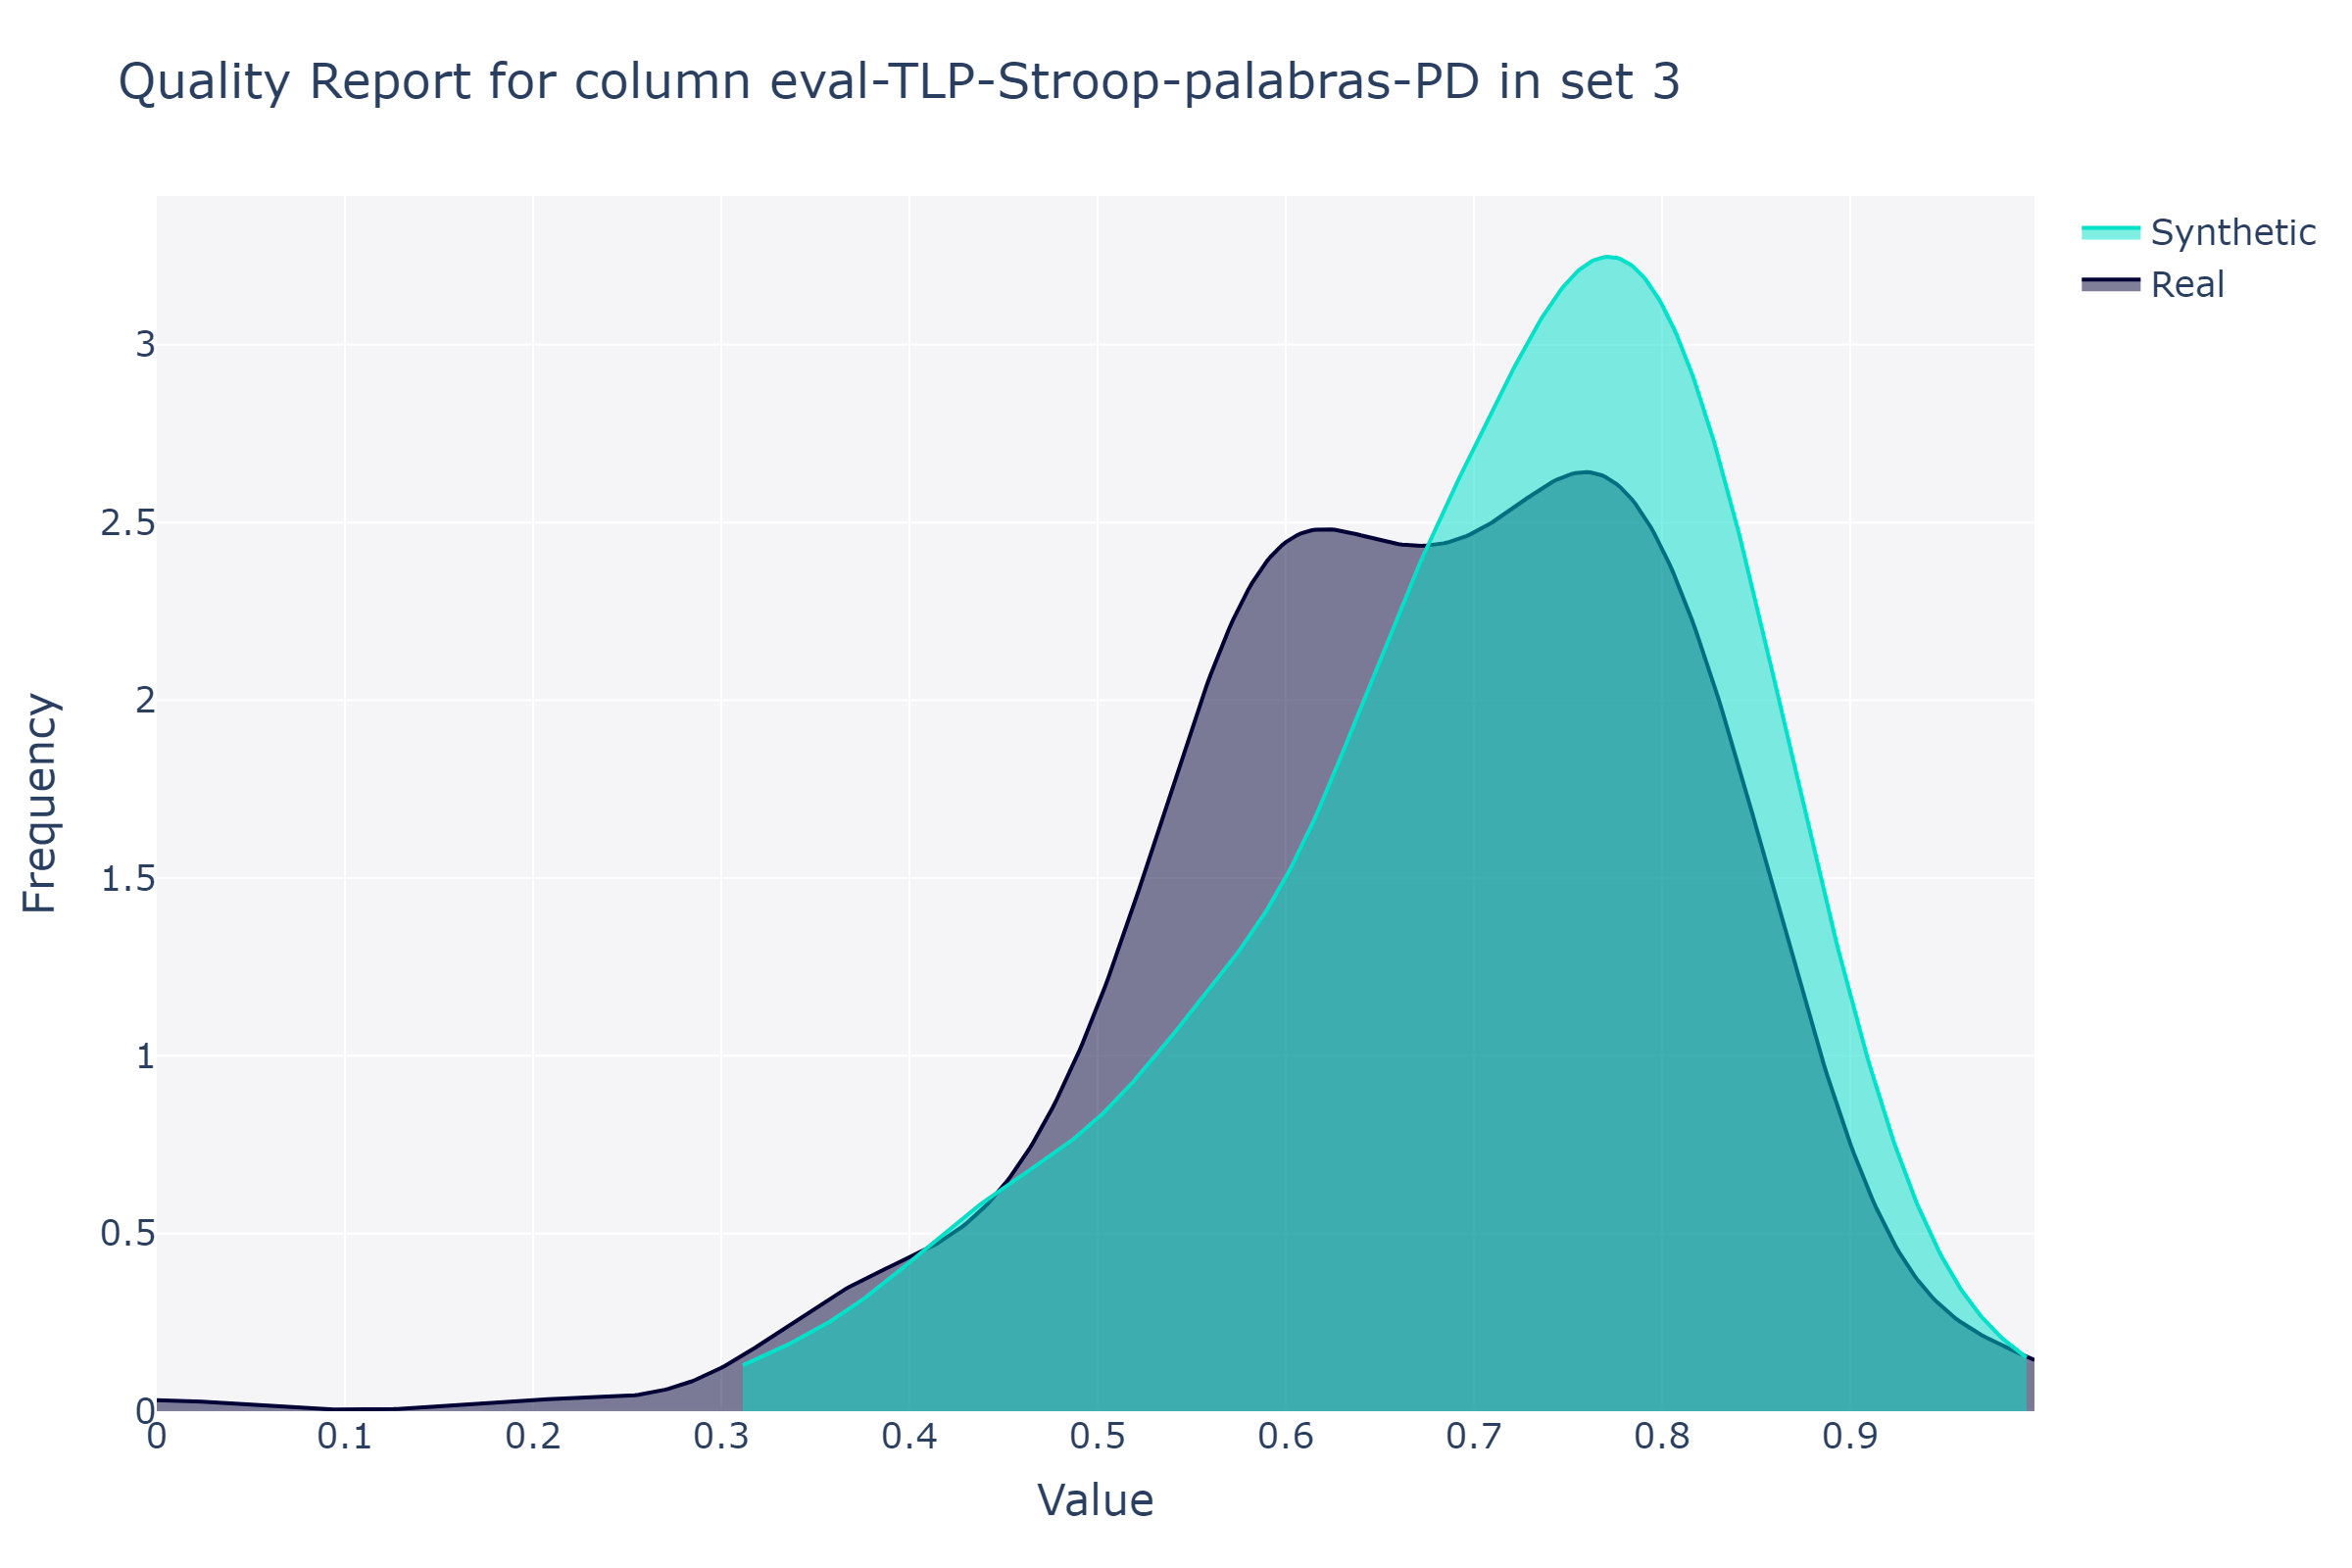 Quality Report for column eval-TLP-Stroop-palabras-PD in set 3
Synthetic
Real
3
2.5
2
1.5
1
0.5
0
Frequency
0 0.1 0.2 0.3 0.4 0.5 0.6 0.7 0.8 0.9
Value